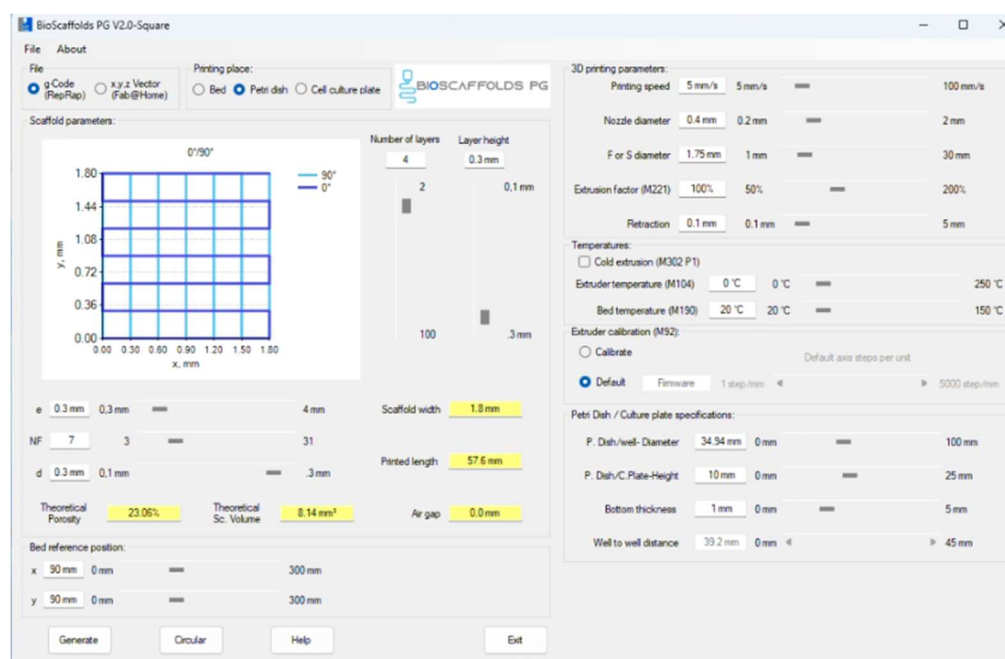 BioScaffolds PG V2.0-Square
File About
File
g-Code (RepRap) x,y,z Vector (Fab@Home)
Printing place:
Bed Petri dish Cell culture plate
BIOSCAFFOLDS PG
Scaffold parameters:
0°/90°
90°
0°
1.80
1.44
1.08
0.72
0.36
0.00
y, mm
0.00 0.30 0.60 0.90 1.20 1.50 1.80
x, mm
Number of layers Layer height
4 0.3 mm
2 0,1 mm
100 .3 mm
e 0.3 mm 0,3 mm 4 mm
NF 7 3 31
d 0.3 mm 0,1 mm .3 mm
Scaffold width 1.8 mm
Printed length 57.6 mm
Theoretical Porosity 23.06% Theoretical Sc. Volume 8.14 mm³ Air gap 0.0 mm
Bed reference position:
x 90 mm 0 mm 300 mm
y 90 mm 0 mm 300 mm
Generate Circular Help Exit
3D printing parameters:
Printing speed 5 mm/s 5 mm/s 100 mm/s
Nozzle diameter 0.4 mm 0.2 mm 2 mm
F or S diameter 1.75 mm 1 mm 30 mm
Extrusion factor (M221) 100% 50% 200%
Retraction 0.1 mm 0.1 mm 5 mm
Temperatures:
Cold extrusion (M302 P1)
Extruder temperature (M104) 0 °C 0 °C 250 °C
Bed temperature (M190) 20 °C 20 °C 150 °C
Extruder calibration (M92):
Calibrate Default axis steps per unit
Default Firmware 1 step./mm 5000 step./mm
Petri Dish / Culture plate specifications:
P. Dish/well- Diameter 34.94 mm 0 mm 100 mm
P. Dish/C.Plate-Height 10 mm 0 mm 25 mm
Bottom thickness 1 mm 0 mm 5 mm
Well to well distance 39.2 mm 0 mm 45 mm